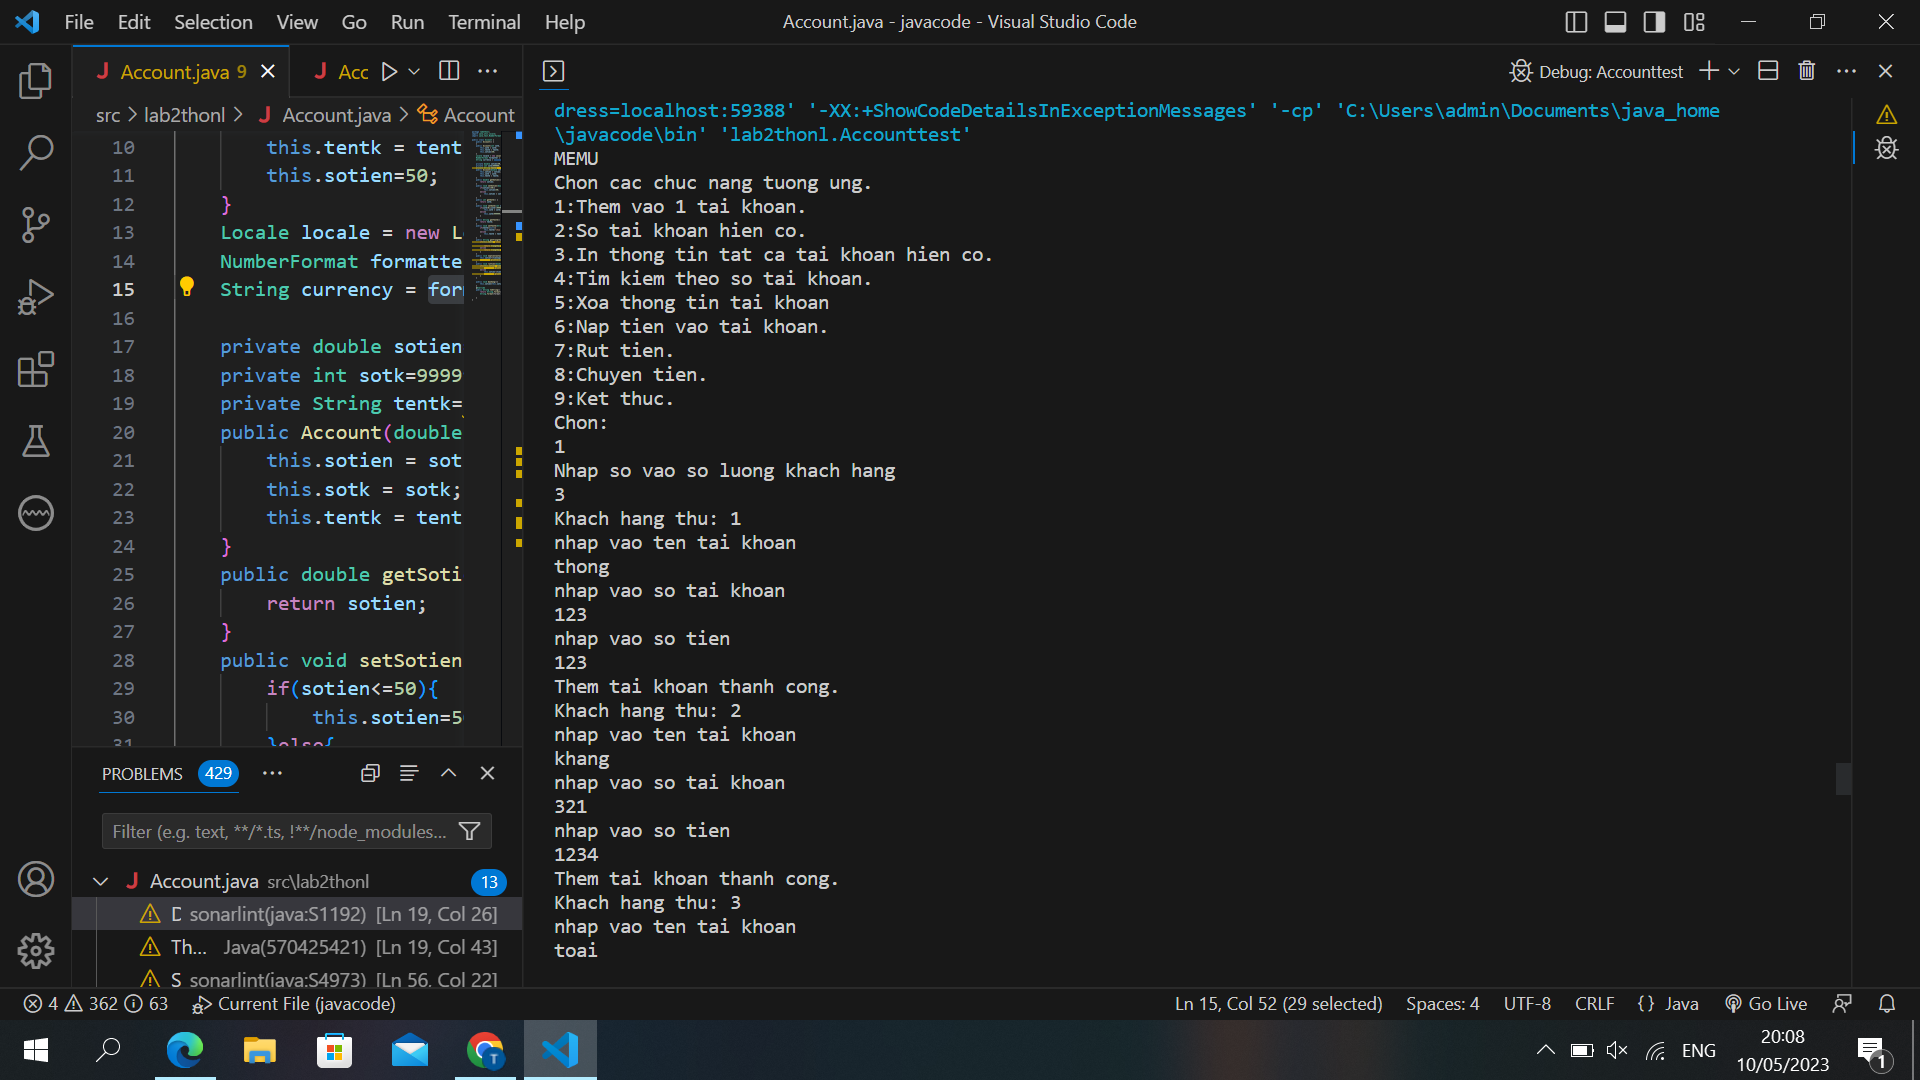 File Edit Selection View Go Run Terminal Help
Account.java - javacode - Visual Studio Code
Account.java 9
Acc
src > lab2thonl > Account.java > Account
10 this.tentk = tent
11 this.sotien=50;
12 }
13 Locale locale = new L
14 NumberFormat formatte
15 String currency = for
16
17 private double sotien
18 private int sotk=9999
19 private String tentk=
20 public Account(double
21 this.sotien = sot
22 this.sotk = sotk;
23 this.tentk = tent
24 }
25 public double getSoti
26 return sotien;
27 }
28 public void setSotien
29 if(sotien<=50){
30 this.sotien=5
31 }else{
PROBLEMS 429
Filter (e.g. text, **/*.ts, !**/node_modules...
Account.java src\lab2thonl 13
D sonarlint(java:S1192) [Ln 19, Col 26]
Th... Java(570425421) [Ln 19, Col 43]
S sonarlint(java:S4973) [Ln 56, Col 22]
Debug: Accounttest
dress=localhost:59388' '-XX:+ShowCodeDetailsInExceptionMessages' '-cp' 'C:\Users\admin\Documents\java_home
\javacode\bin' 'lab2thonl.Accounttest'
MEMU
Chon cac chuc nang tuong ung.
1:Them vao 1 tai khoan.
2:So tai khoan hien co.
3.In thong tin tat ca tai khoan hien co.
4:Tim kiem theo so tai khoan.
5:Xoa thong tin tai khoan
6:Nap tien vao tai khoan.
7:Rut tien.
8:Chuyen tien.
9:Ket thuc.
Chon:
1
Nhap so vao so luong khach hang
3
Khach hang thu: 1
nhap vao ten tai khoan
thong
nhap vao so tai khoan
123
nhap vao so tien
123
Them tai khoan thanh cong.
Khach hang thu: 2
nhap vao ten tai khoan
khang
nhap vao so tai khoan
321
nhap vao so tien
1234
Them tai khoan thanh cong.
Khach hang thu: 3
nhap vao ten tai khoan
toai
4 362 63 Current File (javacode)
Ln 15, Col 52 (29 selected) Spaces: 4 UTF-8 CRLF {} Java Go Live
ENG
20:08
10/05/2023
1
T